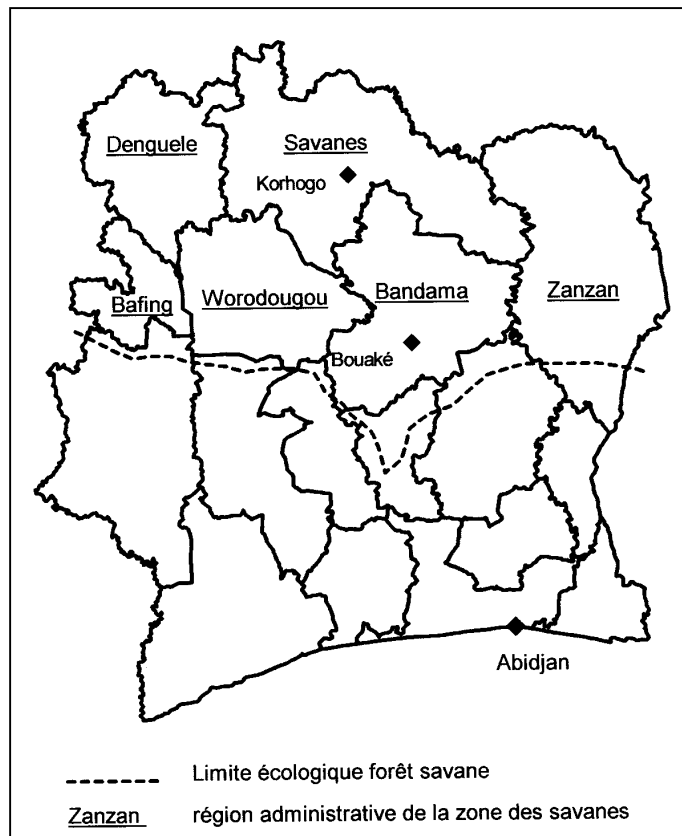 Denguele
Savanes
Korhogo
Bafing
Worodougou
Bandama
Zanzan
Bouaké
Abidjan
Limite écologique forêt savane
Zanzan région administrative de la zone des savanes